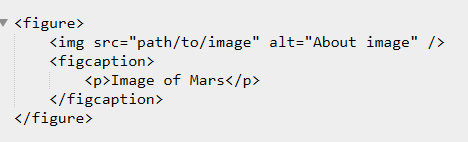 <figure>
    <img src="path/to/image" alt="About image" />
    <figcaption>
        <p>Image of Mars</p>
    </figcaption>
</figure>